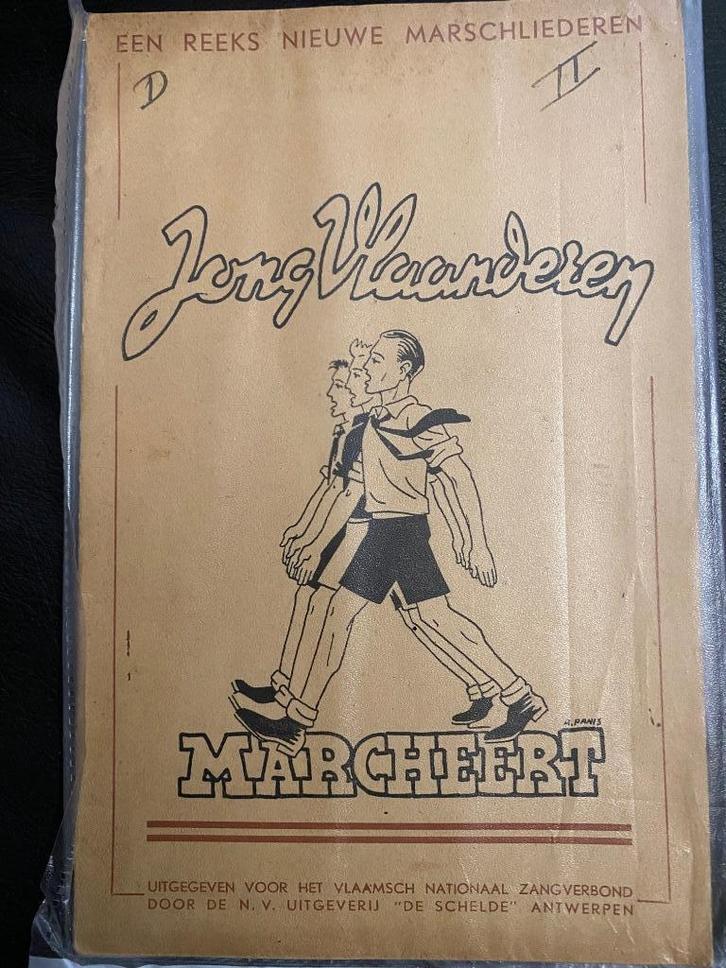 EEN REEKS NIEUWE MARSCHLIEDEREN
D II
Jong Vlaanderen
A. PANIS
MARCHEERT
UITGEGEVEN VOOR HET VLAAMSCH NATIONAAL ZANGVERBOND
DOOR DE N.V. UITGEVERIJ "DE SCHELDE" ANTWERPEN